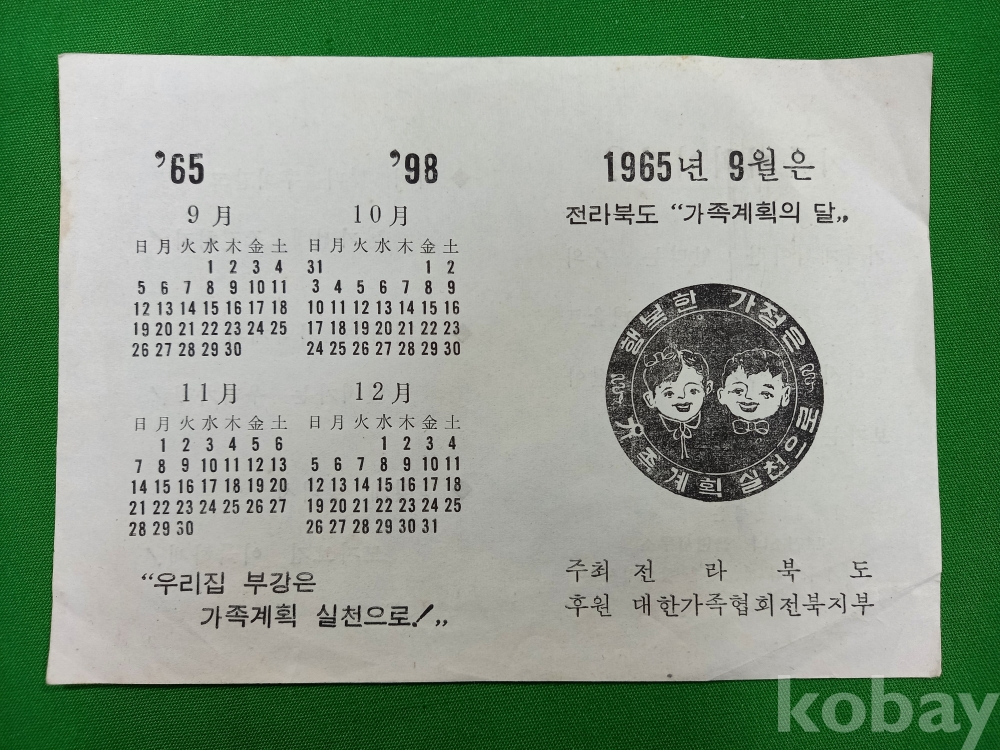 ’65 ’98
9月 10月
日 月 火 水 木 金 土 日 月 火 水 木 金 土
1 2 3 4 31 1 2
5 6 7 8 9 10 11 3 4 5 6 7 8 9
12 13 14 15 16 17 18 10 11 12 13 14 15 16
19 20 21 22 23 24 25 17 18 19 20 21 22 23
26 27 28 29 30 24 25 26 27 28 29 30
11月 12月
日 月 火 水 木 金 土 日 月 火 水 木 金 土
1 2 3 4 5 6 1 2 3 4
7 8 9 10 11 12 13 5 6 7 8 9 10 11
14 15 16 17 18 19 20 12 13 14 15 16 17 18
21 22 23 24 25 26 27 19 20 21 22 23 24 25
28 29 30 26 27 28 29 30 31
“우리집 부강은
가족계획 실천으로!„
1965년 9월은
전라북도 “가족계획의 달„
행복한 가정을
가족계획 실천으로
주최 전라북도
후원 대한가족협회전북지부
kobay